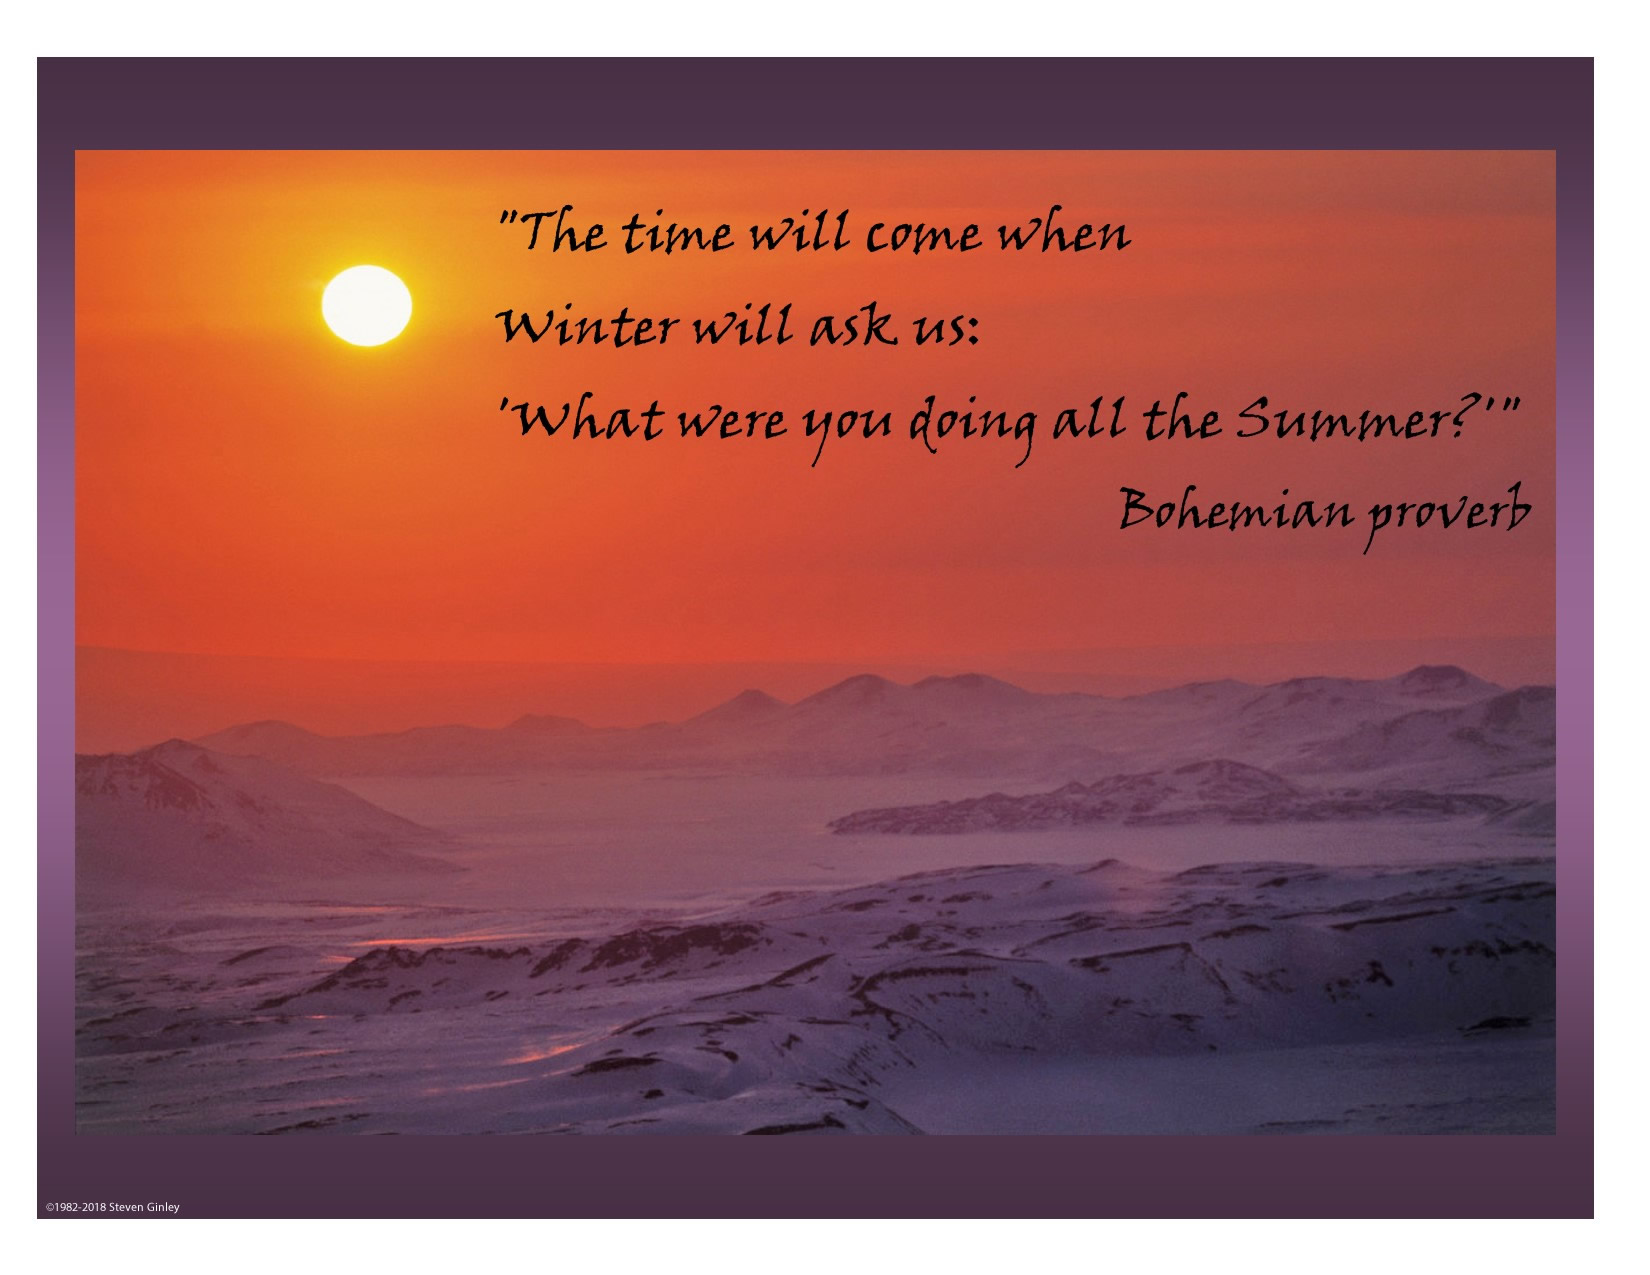 "The time will come when
Winter will ask us:
'What were you doing all the Summer?'"
Bohemian proverb
©1982-2018 Steven Ginley